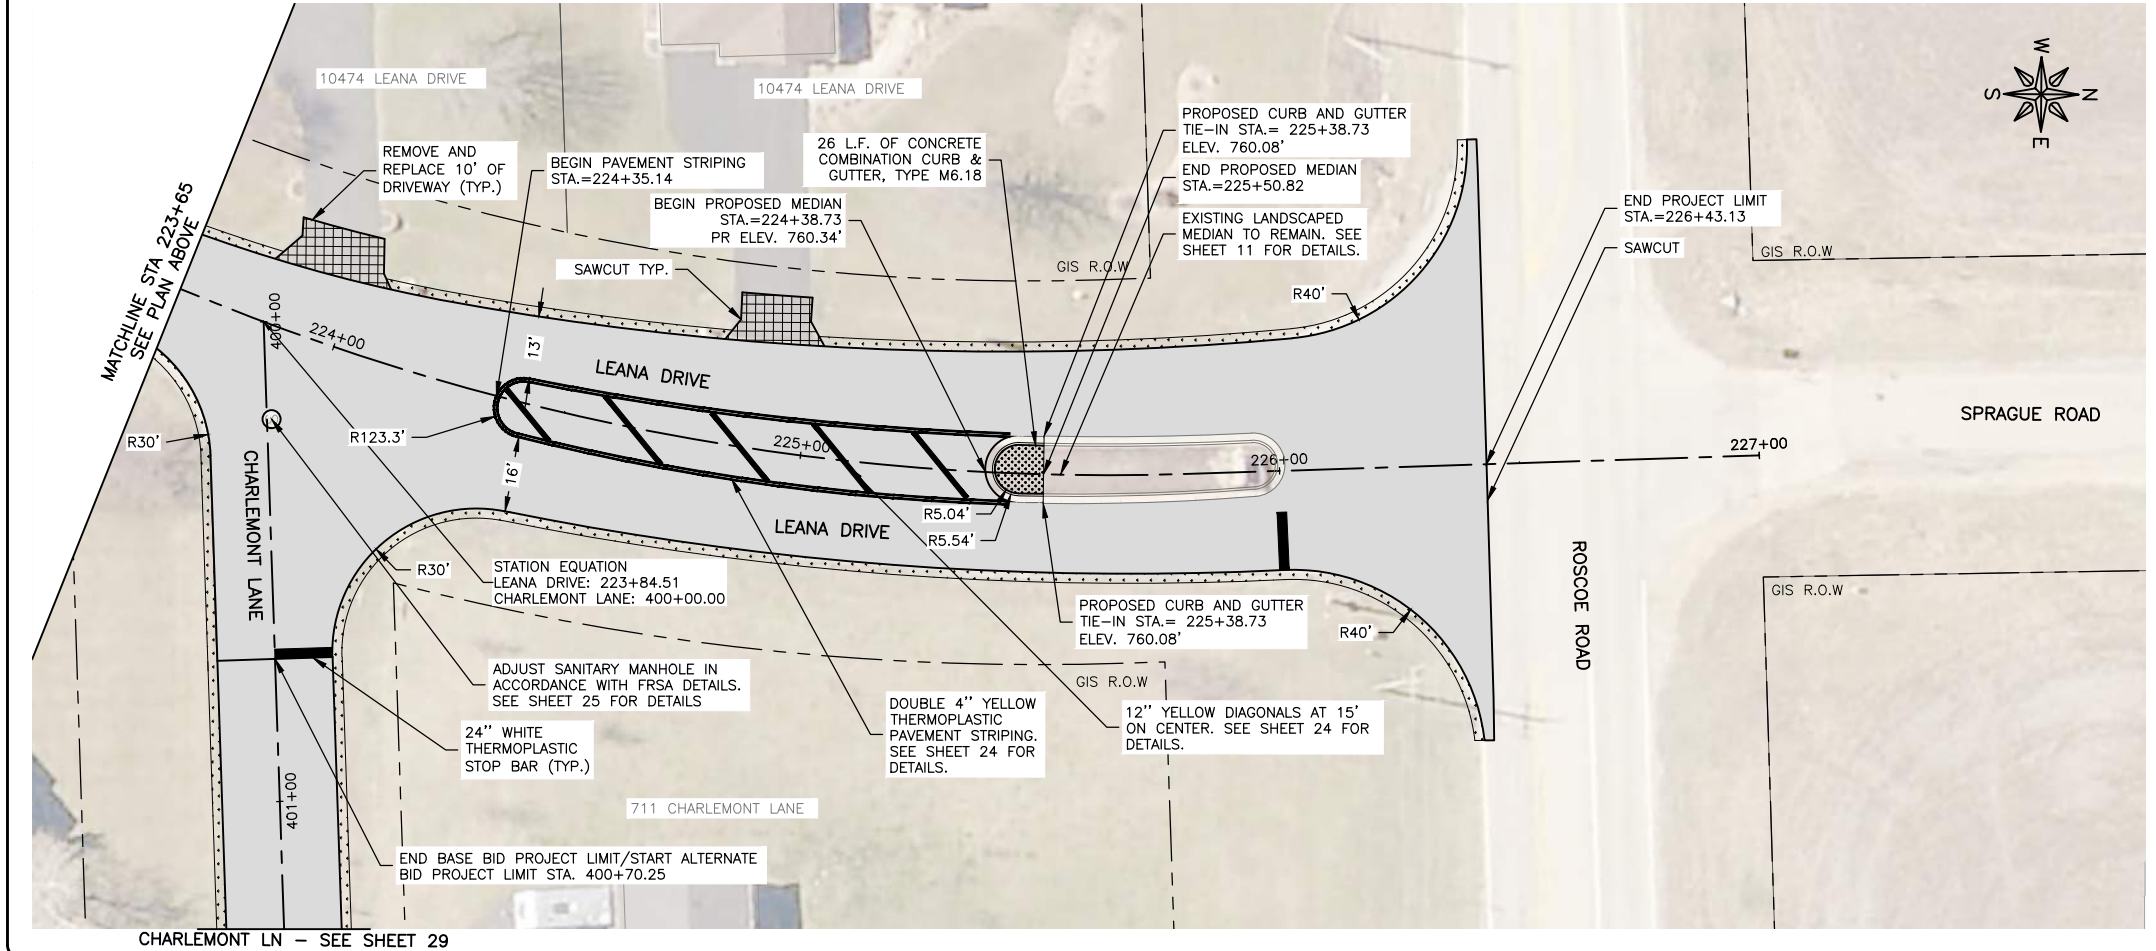 10474 LEANA DRIVE
10474 LEANA DRIVE
W
N
S
E
REMOVE AND
REPLACE 10' OF
DRIVEWAY (TYP.)
BEGIN PAVEMENT STRIPING
STA.=224+35.14
26 L.F. OF CONCRETE
COMBINATION CURB &
GUTTER, TYPE M6.18
PROPOSED CURB AND GUTTER
TIE-IN STA.= 225+38.73
ELEV. 760.08'
END PROPOSED MEDIAN
STA.=225+50.82
EXISTING LANDSCAPED
MEDIAN TO REMAIN. SEE
SHEET 11 FOR DETAILS.
BEGIN PROPOSED MEDIAN
STA.=224+38.73
PR ELEV. 760.34'
SAWCUT TYP.
END PROJECT LIMIT
STA.=226+43.13
SAWCUT
GIS R.O.W
GIS R.O.W
MATCHLINE STA 223+65
SEE PLAN ABOVE
400+00
224+00
13'
LEANA DRIVE
R40'
R30'
R123.3'
225+00
226+00
227+00
SPRAGUE ROAD
CHARLEMONT LANE
16'
R5.04'
LEANA DRIVE
R5.54'
R30'
STATION EQUATION
LEANA DRIVE: 223+84.51
CHARLEMONT LANE: 400+00.00
ROSCOE ROAD
GIS R.O.W
PROPOSED CURB AND GUTTER
TIE-IN STA.= 225+38.73
ELEV. 760.08'
R40'
ADJUST SANITARY MANHOLE IN
ACCORDANCE WITH FRSA DETAILS.
SEE SHEET 25 FOR DETAILS
GIS R.O.W
24" WHITE
THERMOPLASTIC
STOP BAR (TYP.)
DOUBLE 4" YELLOW
THERMOPLASTIC
PAVEMENT STRIPING.
SEE SHEET 24 FOR
DETAILS.
12" YELLOW DIAGONALS AT 15'
ON CENTER. SEE SHEET 24 FOR
DETAILS.
401+00
711 CHARLEMONT LANE
END BASE BID PROJECT LIMIT/START ALTERNATE
BID PROJECT LIMIT STA. 400+70.25
CHARLEMONT LN - SEE SHEET 29